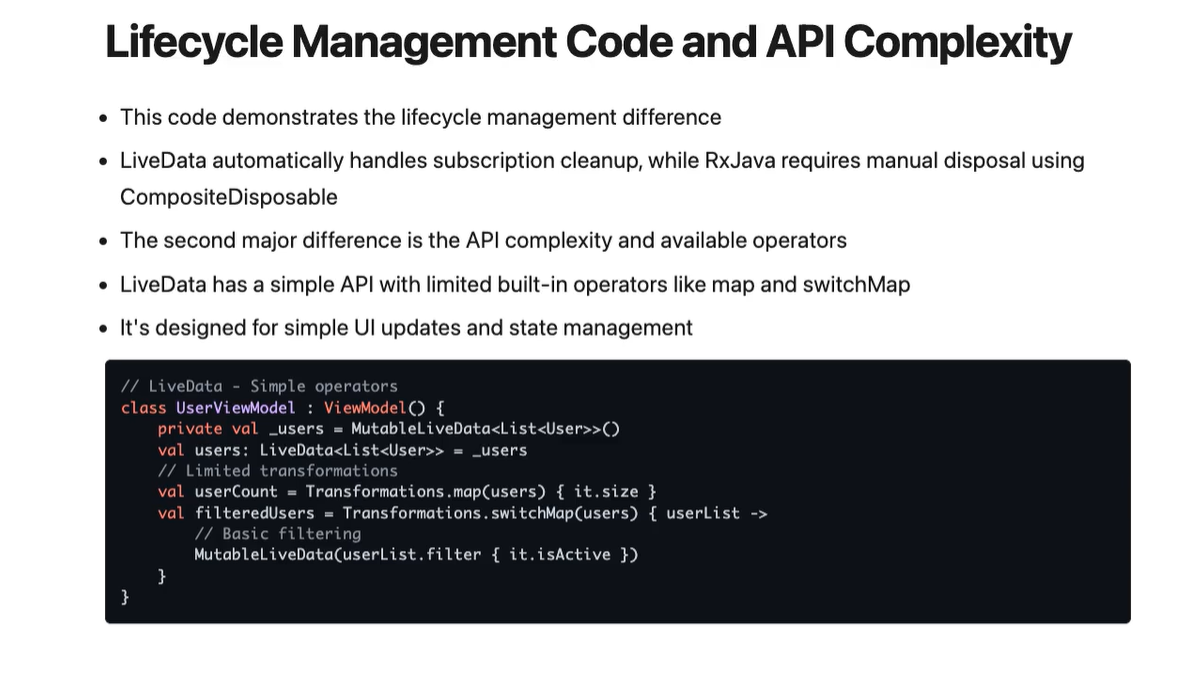 Lifecycle Management Code and API Complexity
• This code demonstrates the lifecycle management difference
• LiveData automatically handles subscription cleanup, while RxJava requires manual disposal using
CompositeDisposable
• The second major difference is the API complexity and available operators
• LiveData has a simple API with limited built-in operators like map and switchMap
• It's designed for simple UI updates and state management
// LiveData - Simple operators
class UserViewModel : ViewModel() {
    private val _users = MutableLiveData<List<User>>()
    val users: LiveData<List<User>> = _users
    // Limited transformations
    val userCount = Transformations.map(users) { it.size }
    val filteredUsers = Transformations.switchMap(users) { userList ->
        // Basic filtering
        MutableLiveData(userList.filter { it.isActive })
    }
}